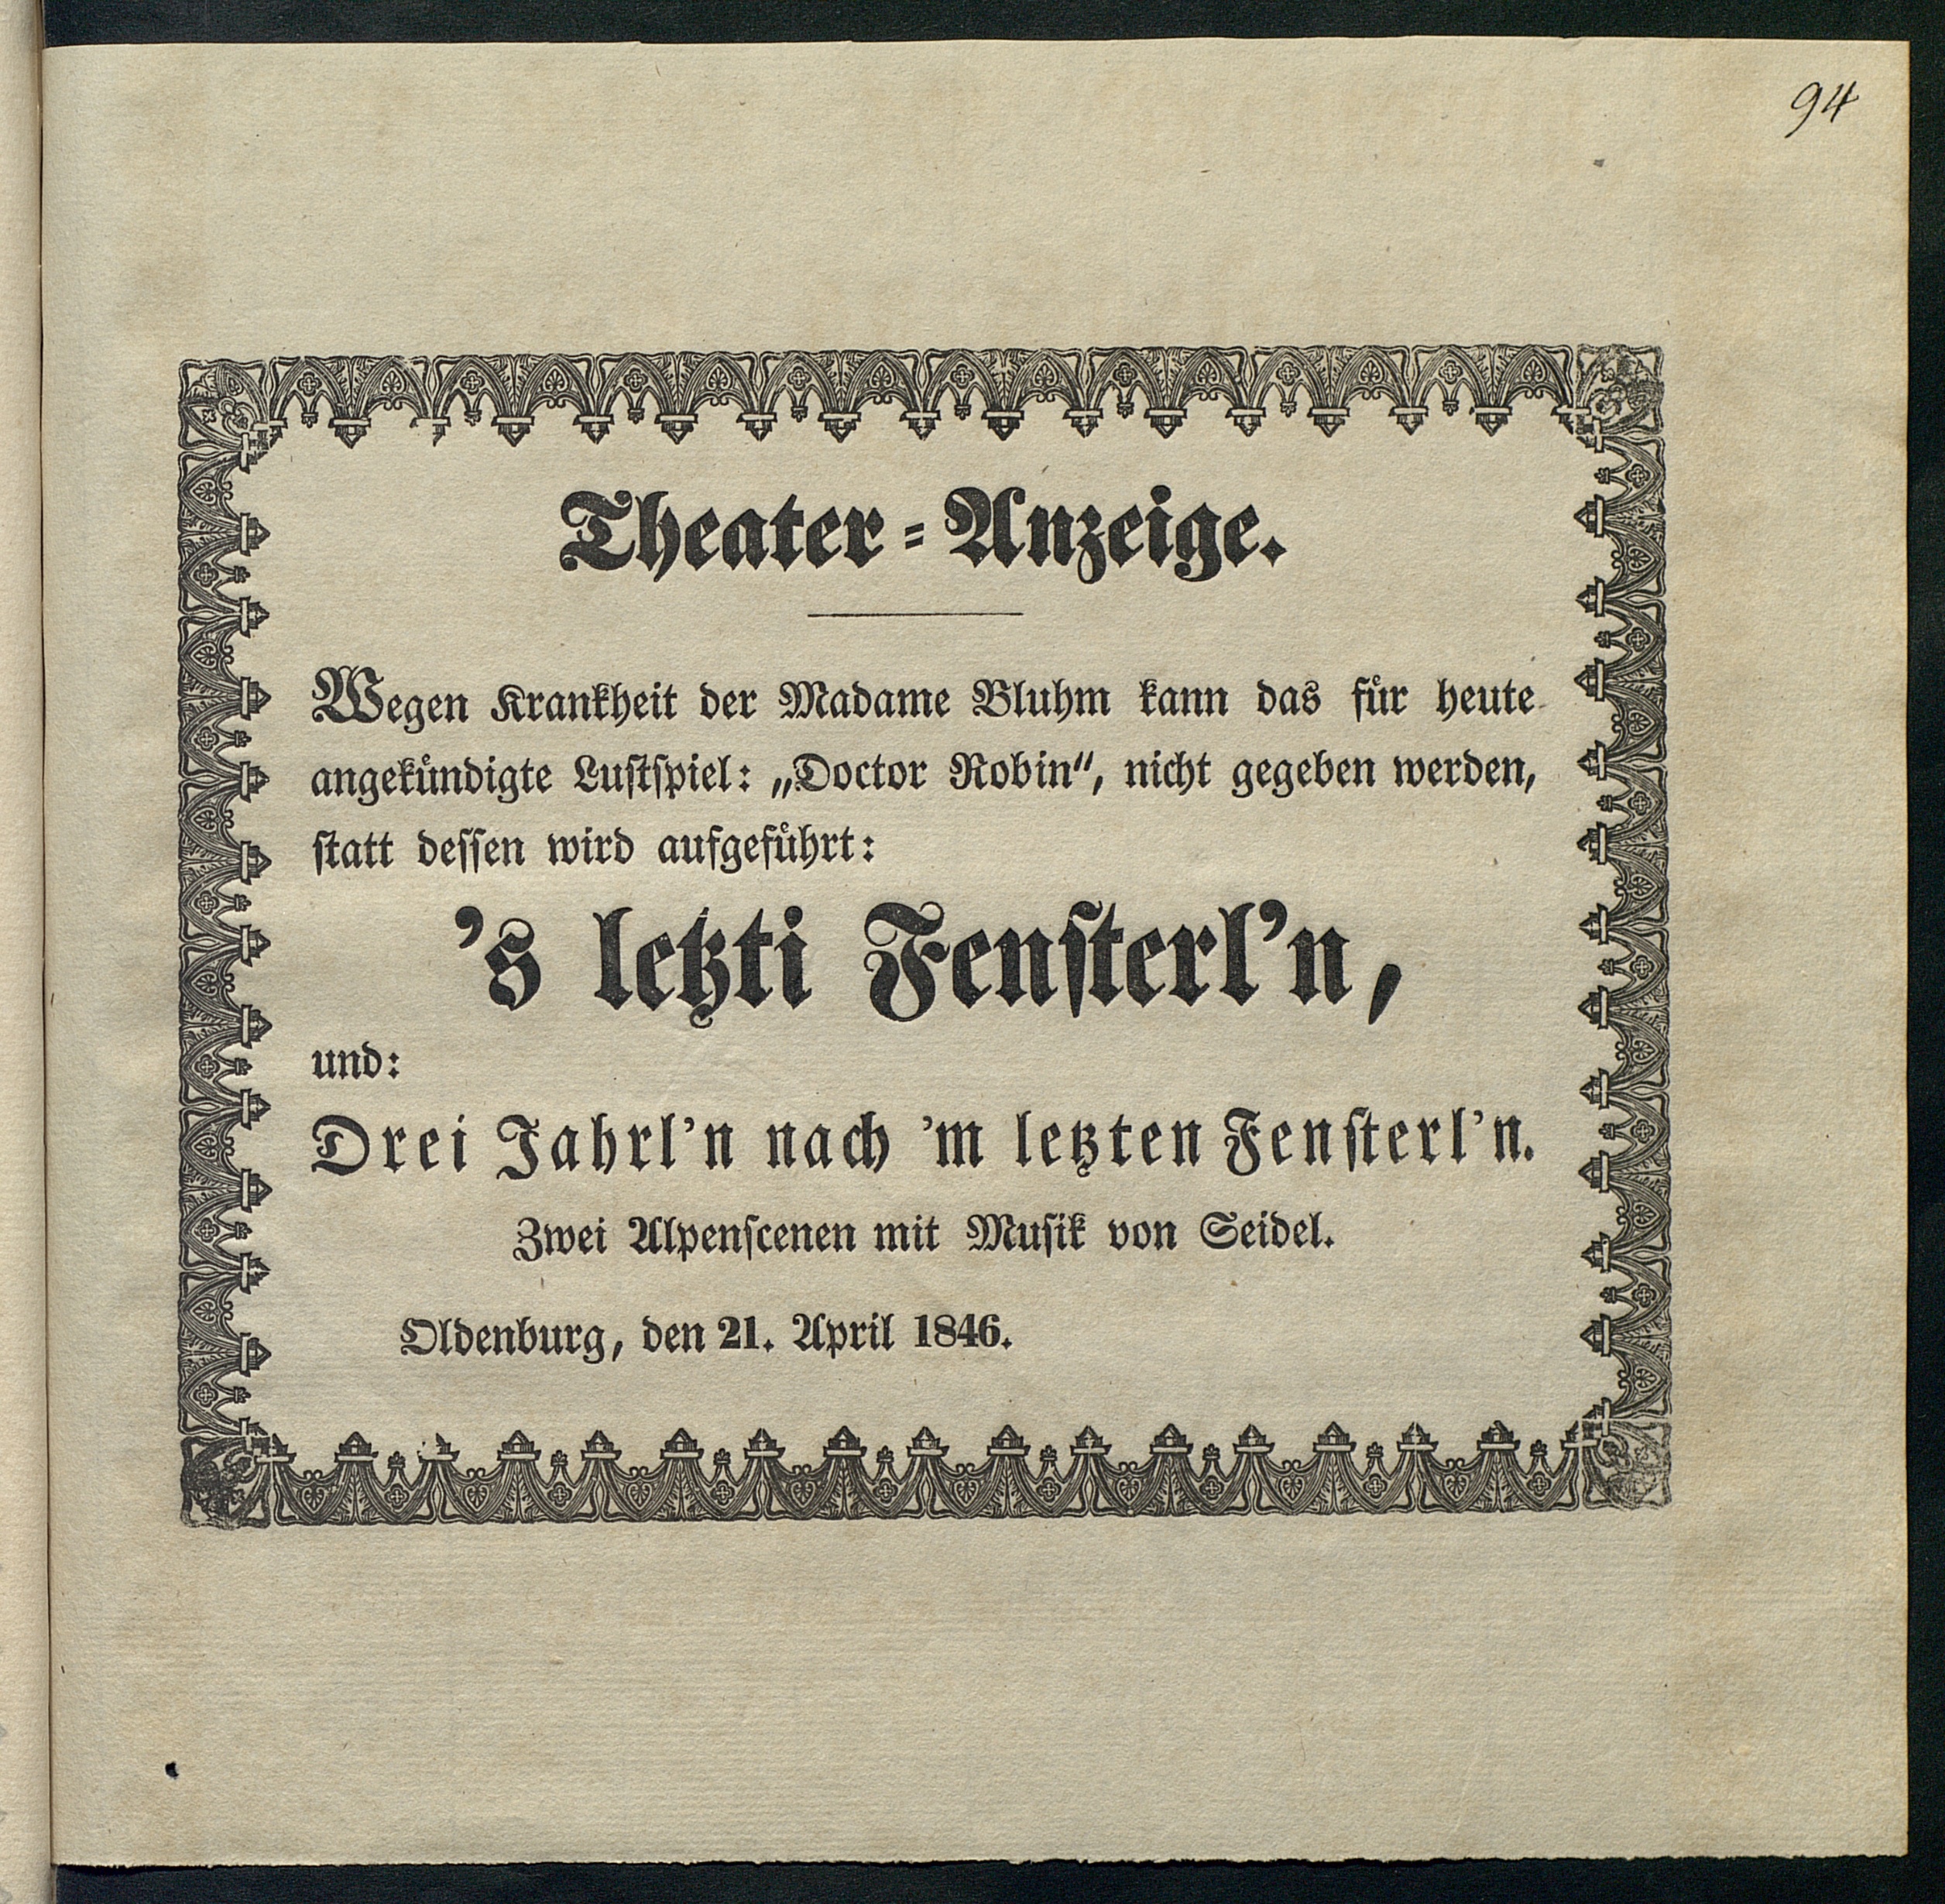 94
Theater-Anzeige.
Wegen Krankheit der Madame Bluhm kann das für heute
angekündigte Lustspiel: „Doctor Robin“, nicht gegeben werden,
statt dessen wird aufgeführt:
’s letzti Fensterl’n,
und:
Drei Jahrl’n nach ’m letzten Fensterl’n.
Zwei Alpenscenen mit Musik von Seidel.
Oldenburg, den 21. April 1846.